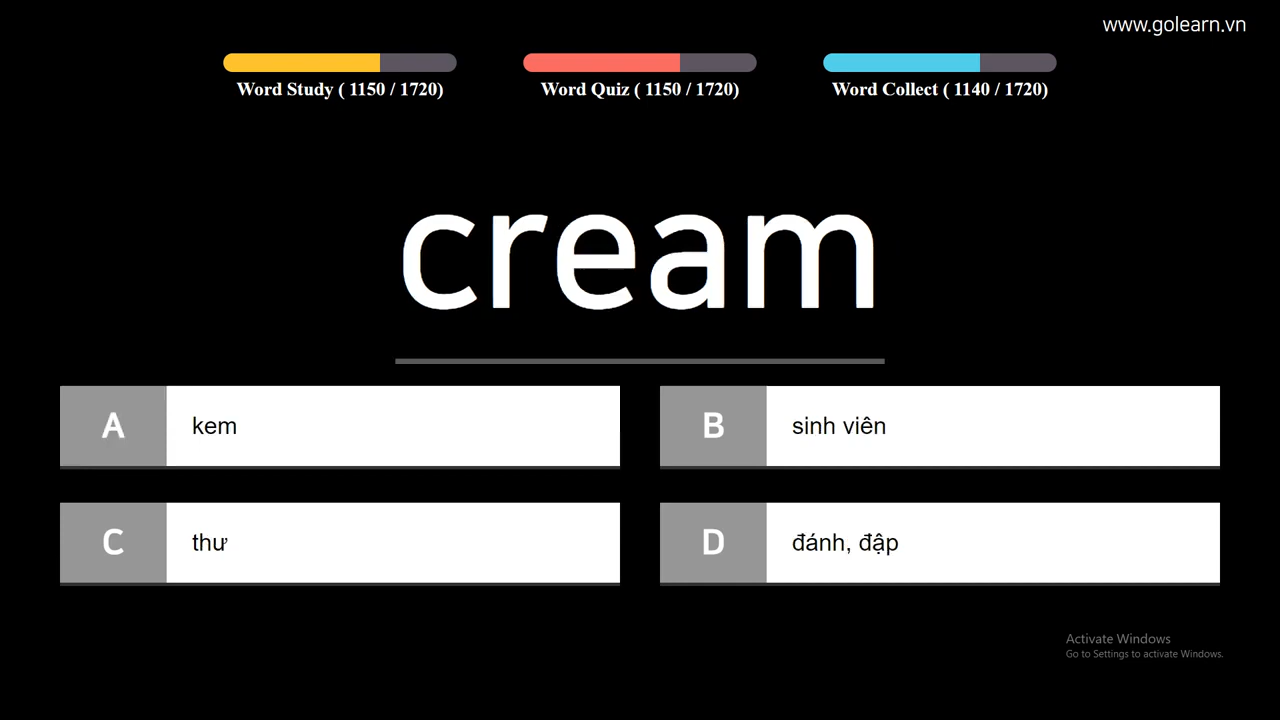 www.golearn.vn
Word Study ( 1150 / 1720)
Word Quiz ( 1150 / 1720)
Word Collect ( 1140 / 1720)
cream
A kem
B sinh viên
C thư
D đánh, đập
Activate Windows
Go to Settings to activate Windows.